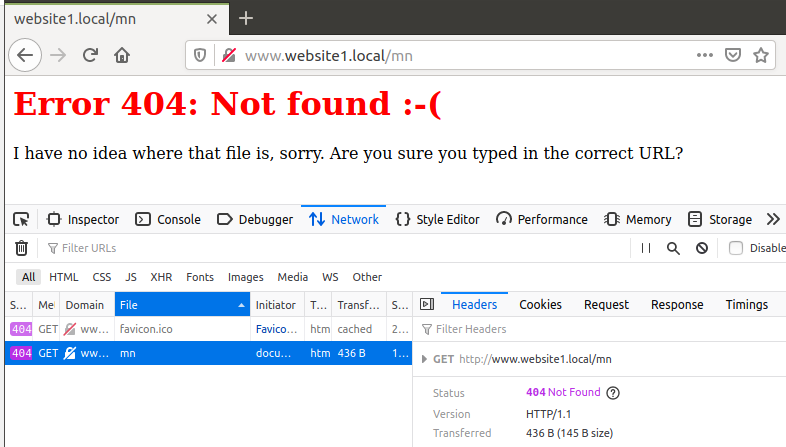 website1.local/mn
www.website1.local/mn
Error 404: Not found :-(
I have no idea where that file is, sorry. Are you sure you typed in the correct URL?
Inspector Console Debugger Network Style Editor Performance Memory Storage
Filter URLs Disable
All HTML CSS JS XHR Fonts Images Media WS Other
S... Me Domain File Initiator T... Transf... S... Headers Cookies Request Response Timings
404 GET ww... favicon.ico Favico... htm cached 2... Filter Headers
404 GET ww... mn docu... htm 436 B 1...
GET http://www.website1.local/mn
Status 404 Not Found
Version HTTP/1.1
Transferred 436 B (145 B size)